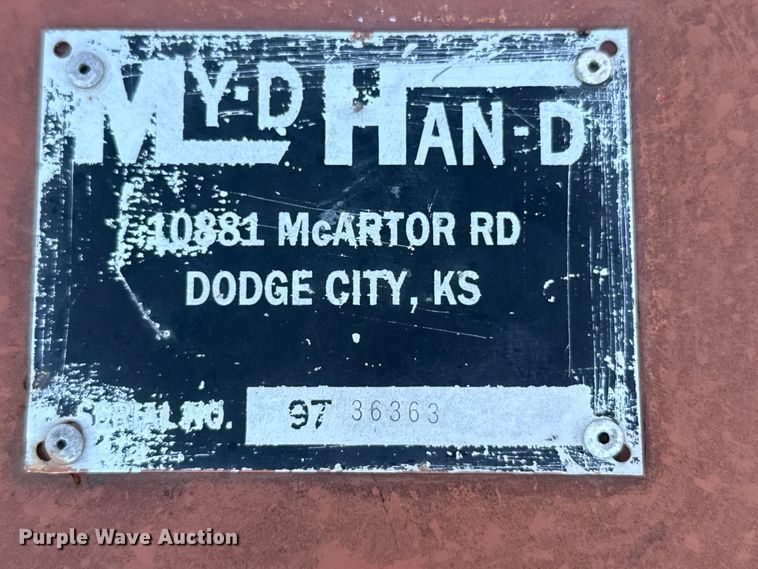 MY-D HAN-D
10881 McARTOR RD
DODGE CITY, KS
SERIAL NO. 97 36363
Purple Wave Auction